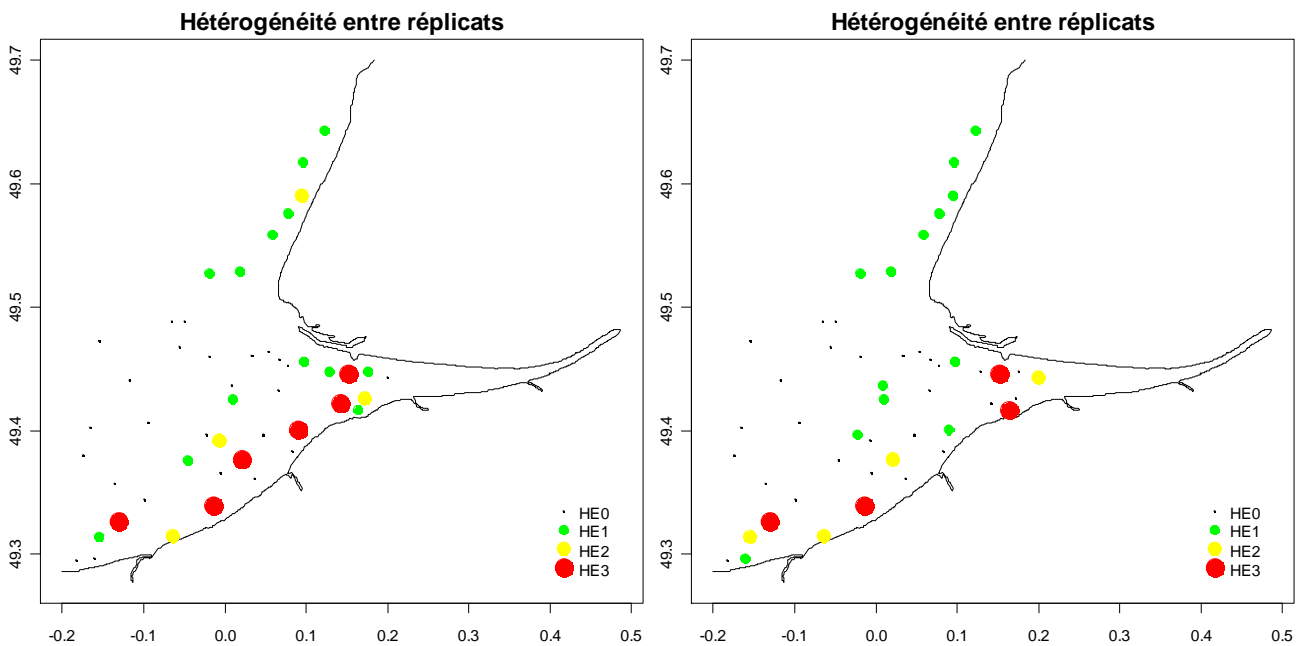 Hétérogénéité entre réplicats
49.7
49.6
49.5
49.4
49.3
-0.2 -0.1 0.0 0.1 0.2 0.3 0.4 0.5
HE0
HE1
HE2
HE3
Hétérogénéité entre réplicats
49.7
49.6
49.5
49.4
49.3
-0.2 -0.1 0.0 0.1 0.2 0.3 0.4 0.5
HE0
HE1
HE2
HE3